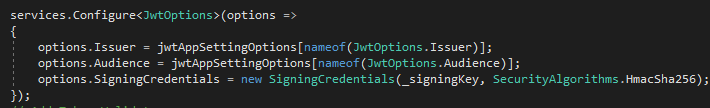 services.Configure<JwtOptions>(options =>
{
options.Issuer = jwtAppSettingOptions[nameof(JwtOptions.Issuer)];
options.Audience = jwtAppSettingOptions[nameof(JwtOptions.Audience)];
options.SigningCredentials = new SigningCredentials(_signingKey, SecurityAlgorithms.HmacSha256);
});